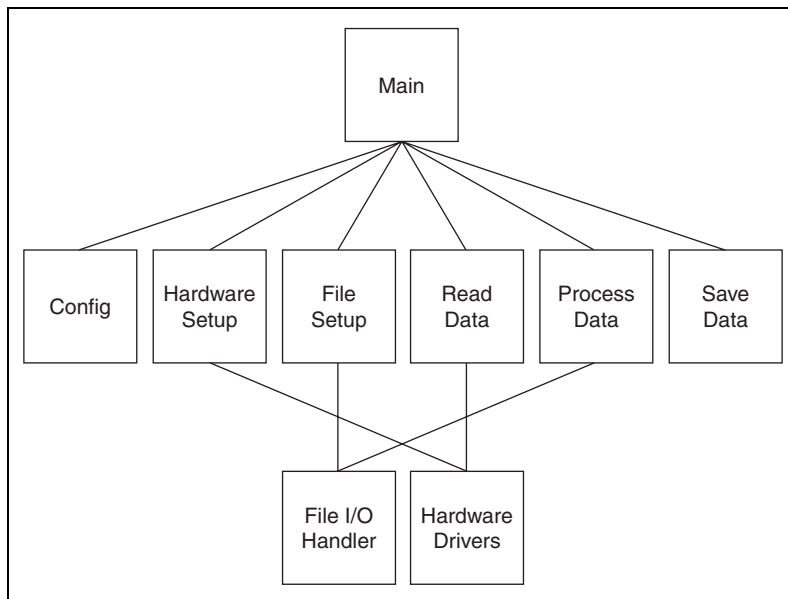 Main
Config
Hardware
Setup
File
Setup
Read
Data
Process
Data
Save
Data
File I/O
Handler
Hardware
Drivers